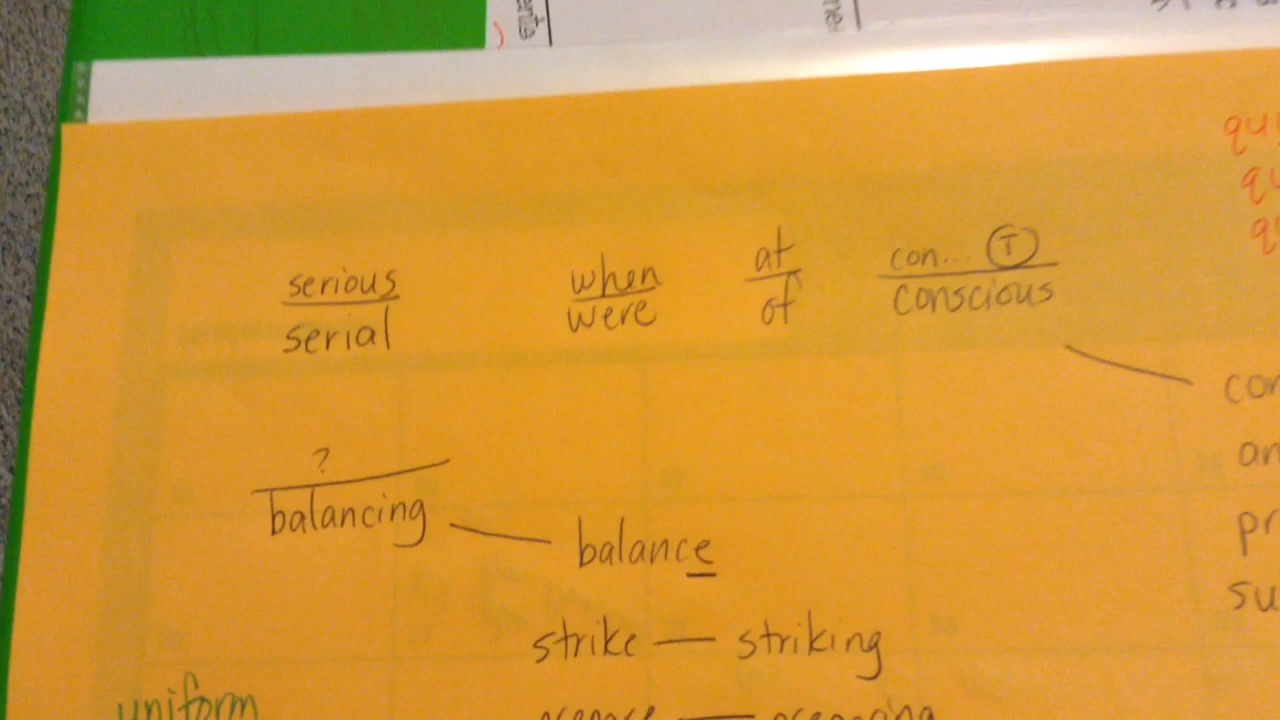 serious when at con... T
serial were of conscious
?
balancing — balance
strike — striking
uniform